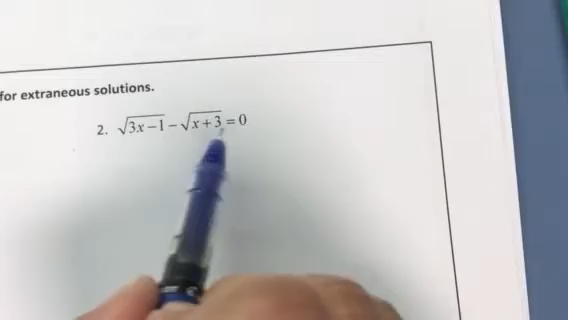 for extraneous solutions.
2. √3x−1 − √x+3 = 0